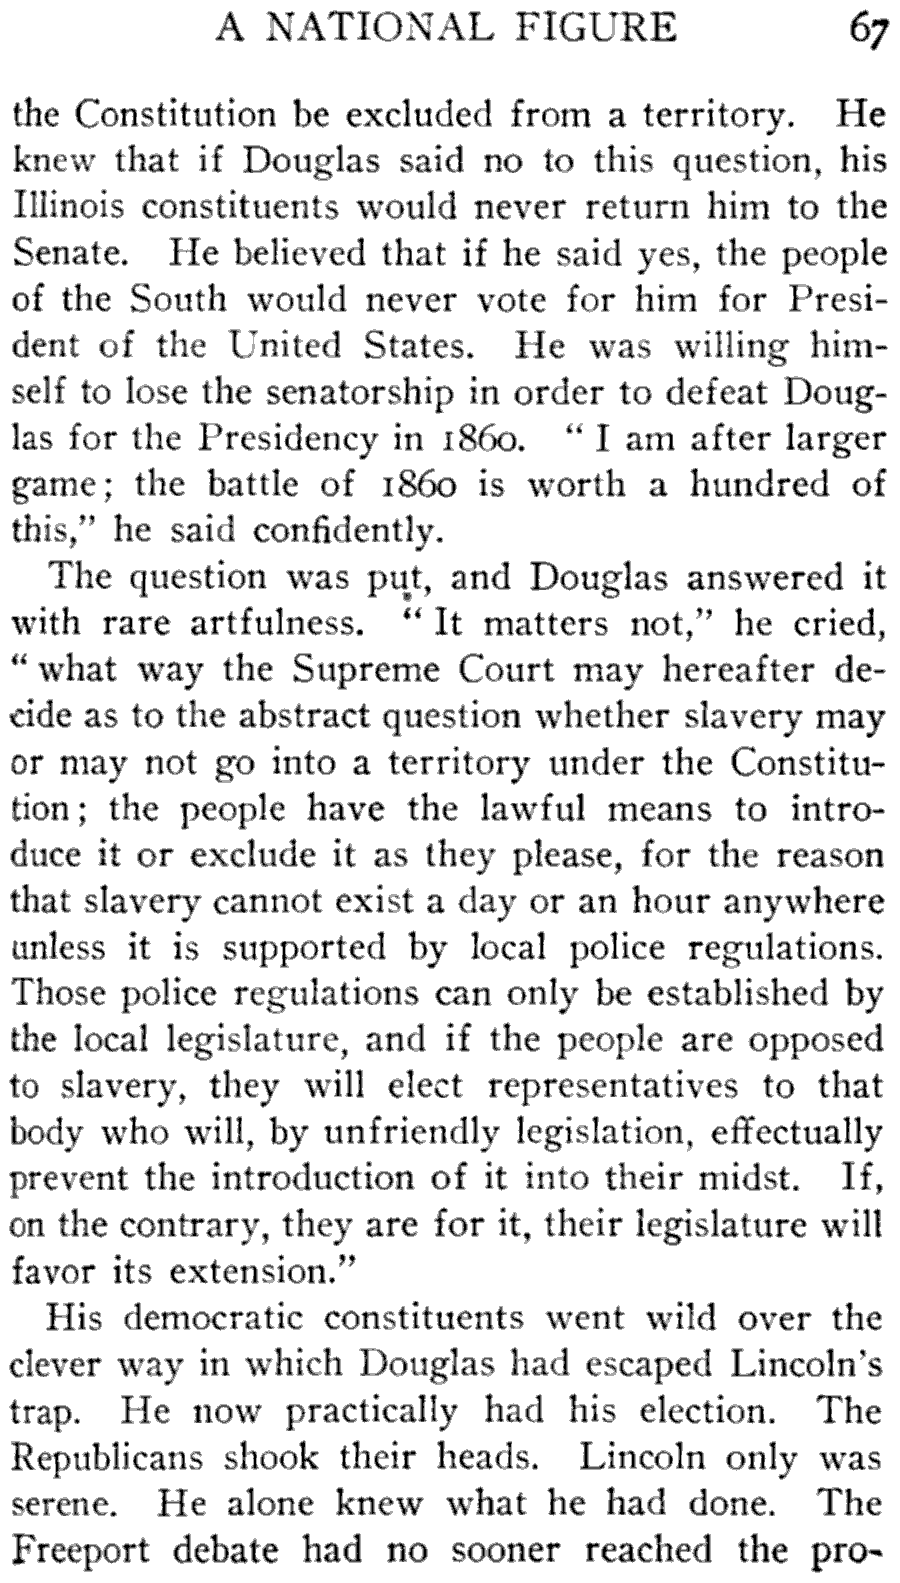 A NATIONAL FIGURE 67
the Constitution be excluded from a territory. He
knew that if Douglas said no to this question, his
Illinois constituents would never return him to the
Senate. He believed that if he said yes, the people
of the South would never vote for him for Presi-
dent of the United States. He was willing him-
self to lose the senatorship in order to defeat Doug-
las for the Presidency in 1860. “ I am after larger
game; the battle of 1860 is worth a hundred of
this,” he said confidently.
The question was put, and Douglas answered it
with rare artfulness. “ It matters not,” he cried,
“ what way the Supreme Court may hereafter de-
cide as to the abstract question whether slavery may
or may not go into a territory under the Constitu-
tion; the people have the lawful means to intro-
duce it or exclude it as they please, for the reason
that slavery cannot exist a day or an hour anywhere
unless it is supported by local police regulations.
Those police regulations can only be established by
the local legislature, and if the people are opposed
to slavery, they will elect representatives to that
body who will, by unfriendly legislation, effectually
prevent the introduction of it into their midst. If,
on the contrary, they are for it, their legislature will
favor its extension.”
His democratic constituents went wild over the
clever way in which Douglas had escaped Lincoln’s
trap. He now practically had his election. The
Republicans shook their heads. Lincoln only was
serene. He alone knew what he had done. The
Freeport debate had no sooner reached the pro-